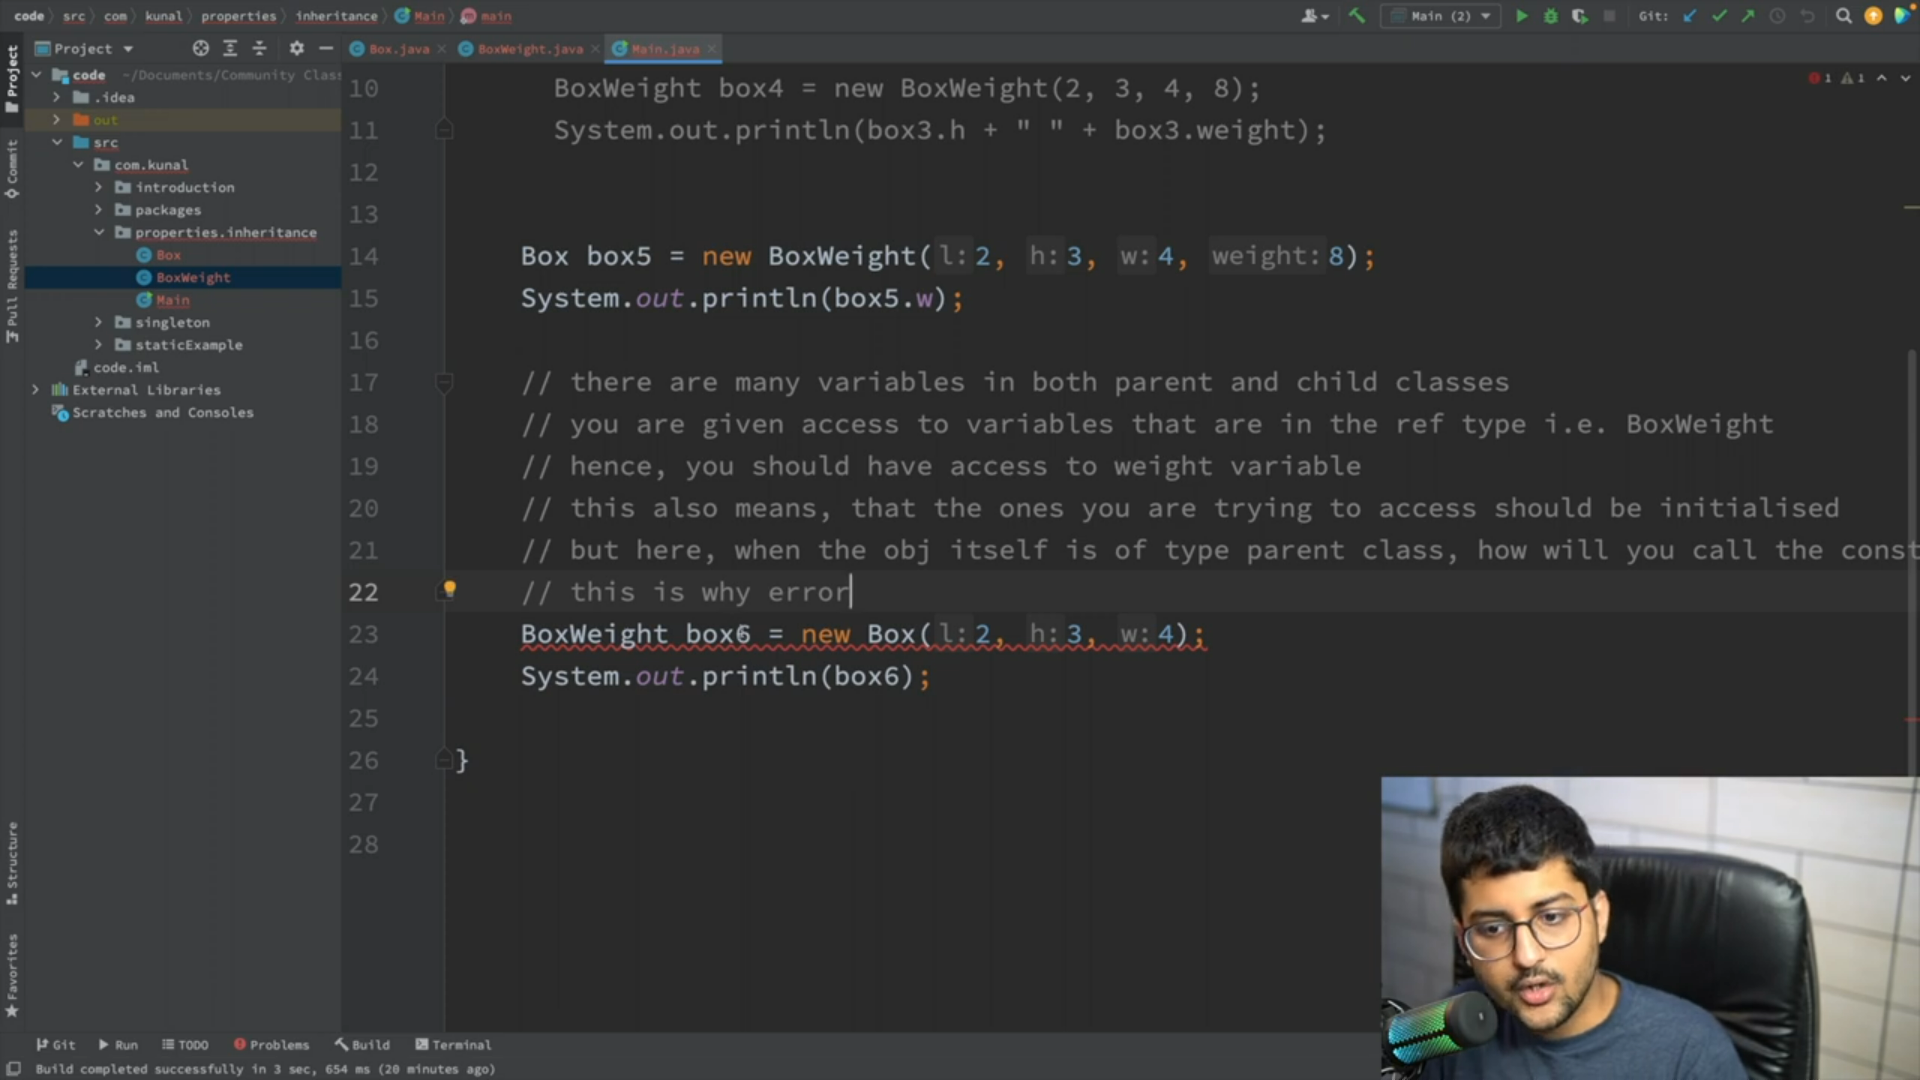 code src com kunal properties inheritance Main main
Main (2) Git:
Project
Box.java BoxWeight.java Main.java
Project
Commit
Pull Requests
Structure
Favorites
code ~/Documents/Community Class
.idea
out
src
com.kunal
introduction
packages
properties.inheritance
Box
BoxWeight
Main
singleton
staticExample
code.iml
External Libraries
Scratches and Consoles
1 1
10 BoxWeight box4 = new BoxWeight(2, 3, 4, 8);
11 System.out.println(box3.h + " " + box3.weight);
12
13
14 Box box5 = new BoxWeight( l: 2, h: 3, w: 4, weight: 8);
15 System.out.println(box5.w);
16
17 // there are many variables in both parent and child classes
18 // you are given access to variables that are in the ref type i.e. BoxWeight
19 // hence, you should have access to weight variable
20 // this also means, that the ones you are trying to access should be initialised
21 // but here, when the obj itself is of type parent class, how will you call the const
22 // this is why error
23 BoxWeight box6 = new Box( l: 2, h: 3, w: 4);
24 System.out.println(box6);
25
26 }
27
28
Git Run TODO Problems Build Terminal
Build completed successfully in 3 sec, 654 ms (20 minutes ago)